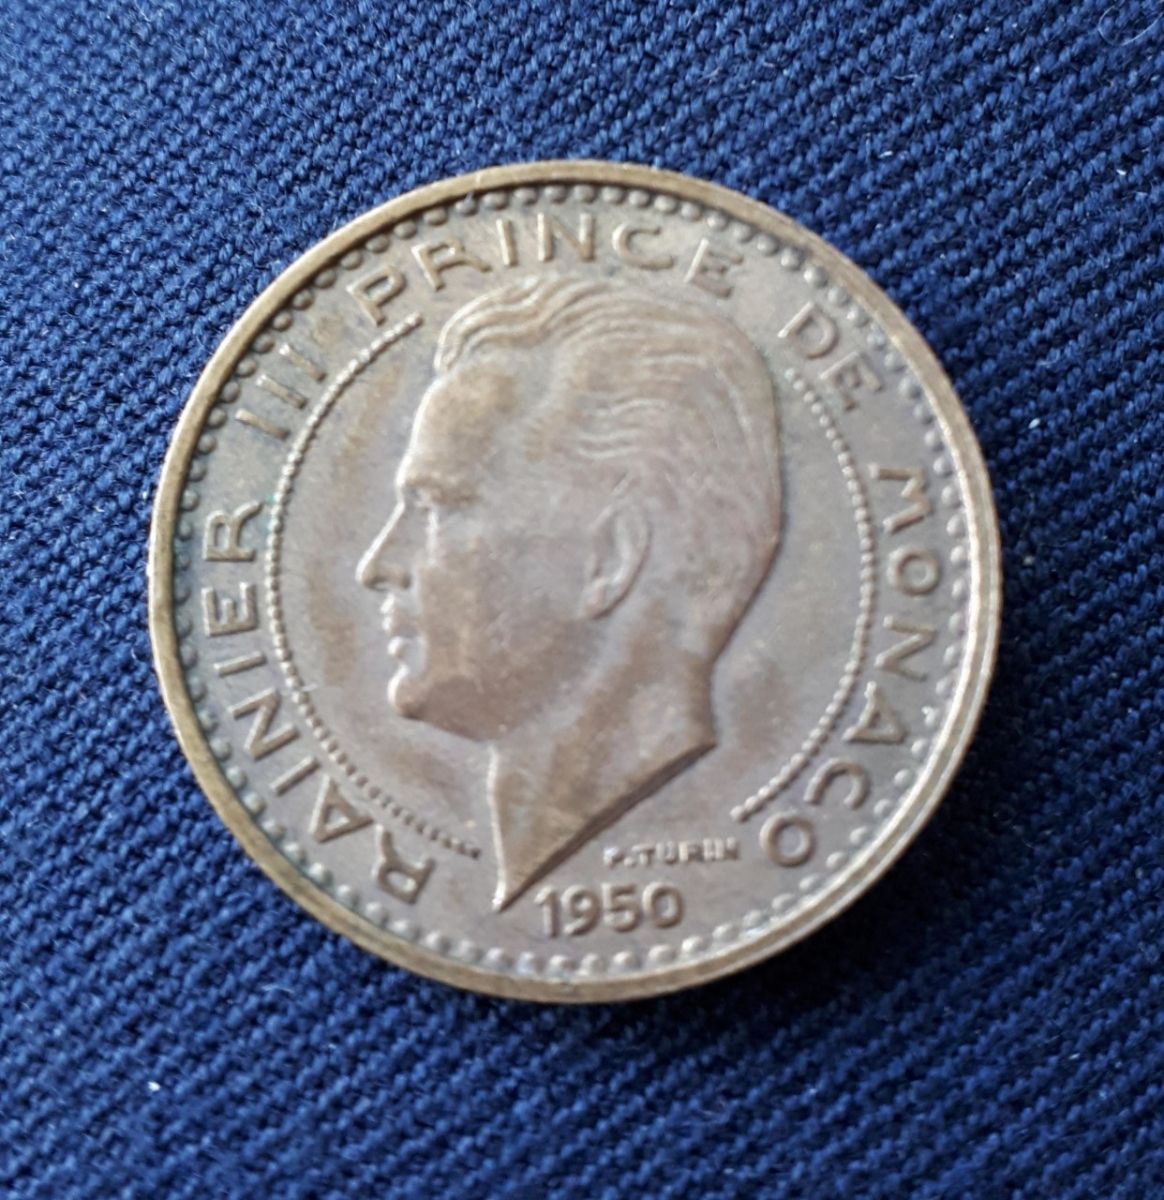 RAINIER III PRINCE DE MONACO
P.TURIN
1950